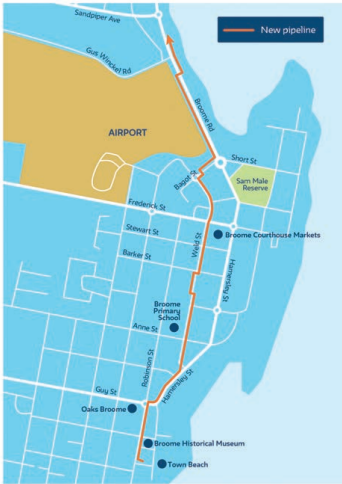 Sandpiper Ave
New pipeline
Gus Winckel Rd
Broome Rd
AIRPORT
Short St
Bagot St
Sam Male
Reserve
Frederick St
Stewart St
Weld St
Broome Courthouse Markets
Barker St
Hamersley St
Broome
Primary
School
Anne St
Robinson St
Hamersley St
Guy St
Oaks Broome
Broome Historical Museum
Town Beach